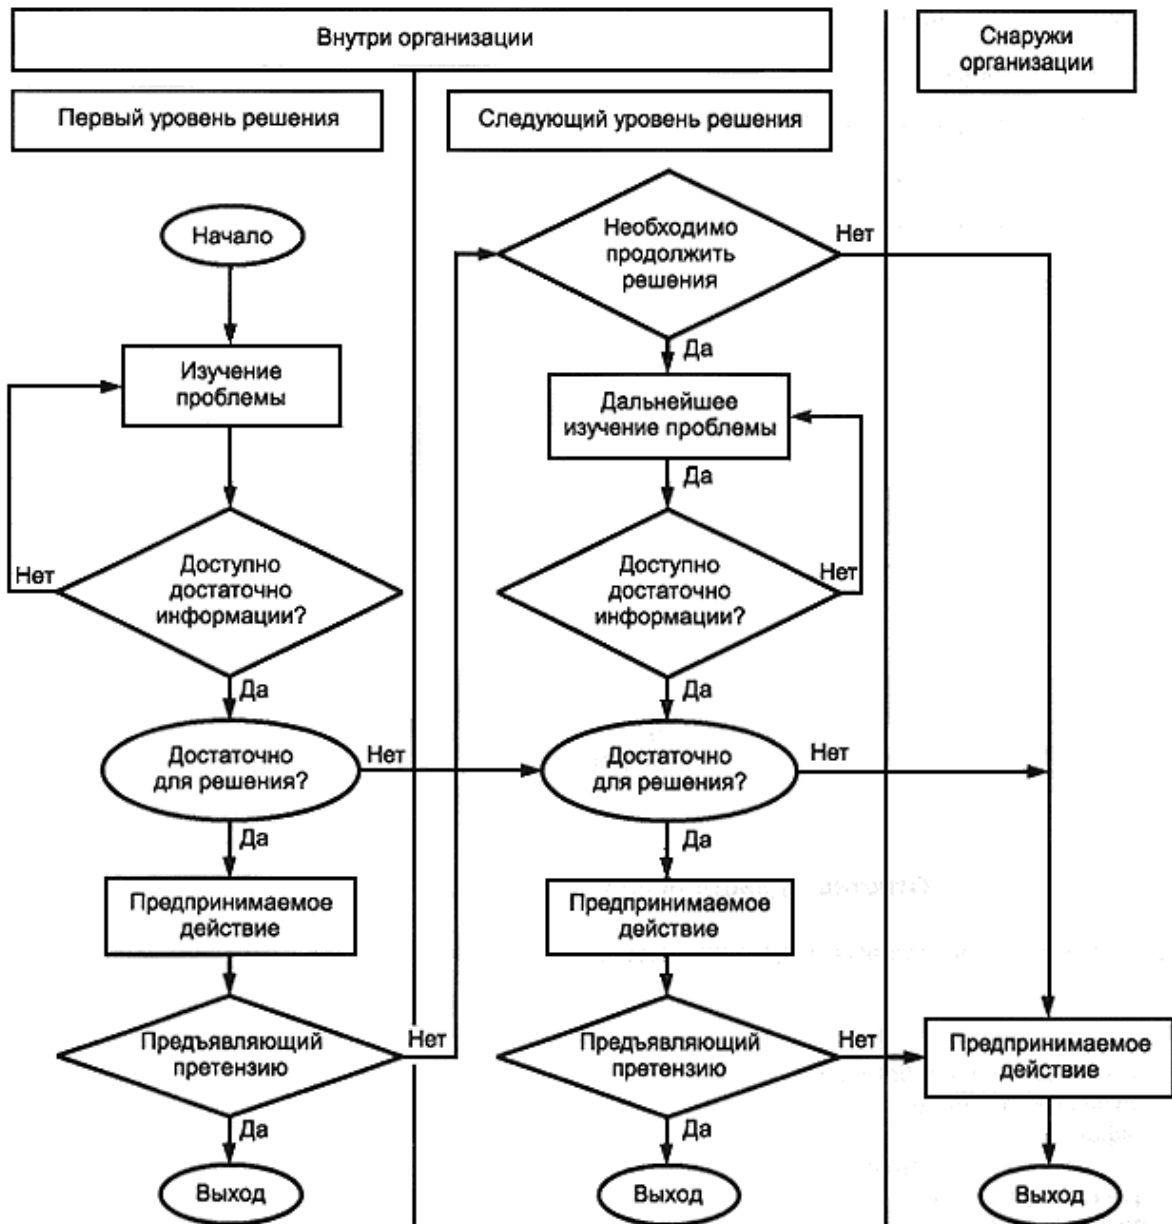 Внутри организации
Снаружи
организации
Первый уровень решения
Следующий уровень решения
Начало
Необходимо
продолжить
решения
Нет
Да
Изучение
проблемы
Дальнейшее
изучение проблемы
Да
Нет
Доступно
достаточно
информации?
Доступно
достаточно
информации?
Нет
Да
Да
Достаточно
для решения?
Нет
Достаточно
для решения?
Нет
Да
Да
Предпринимаемое
действие
Предпринимаемое
действие
Предъявляющий
претензию
Нет
Предъявляющий
претензию
Нет
Предпринимаемое
действие
Да
Да
Выход
Выход
Выход